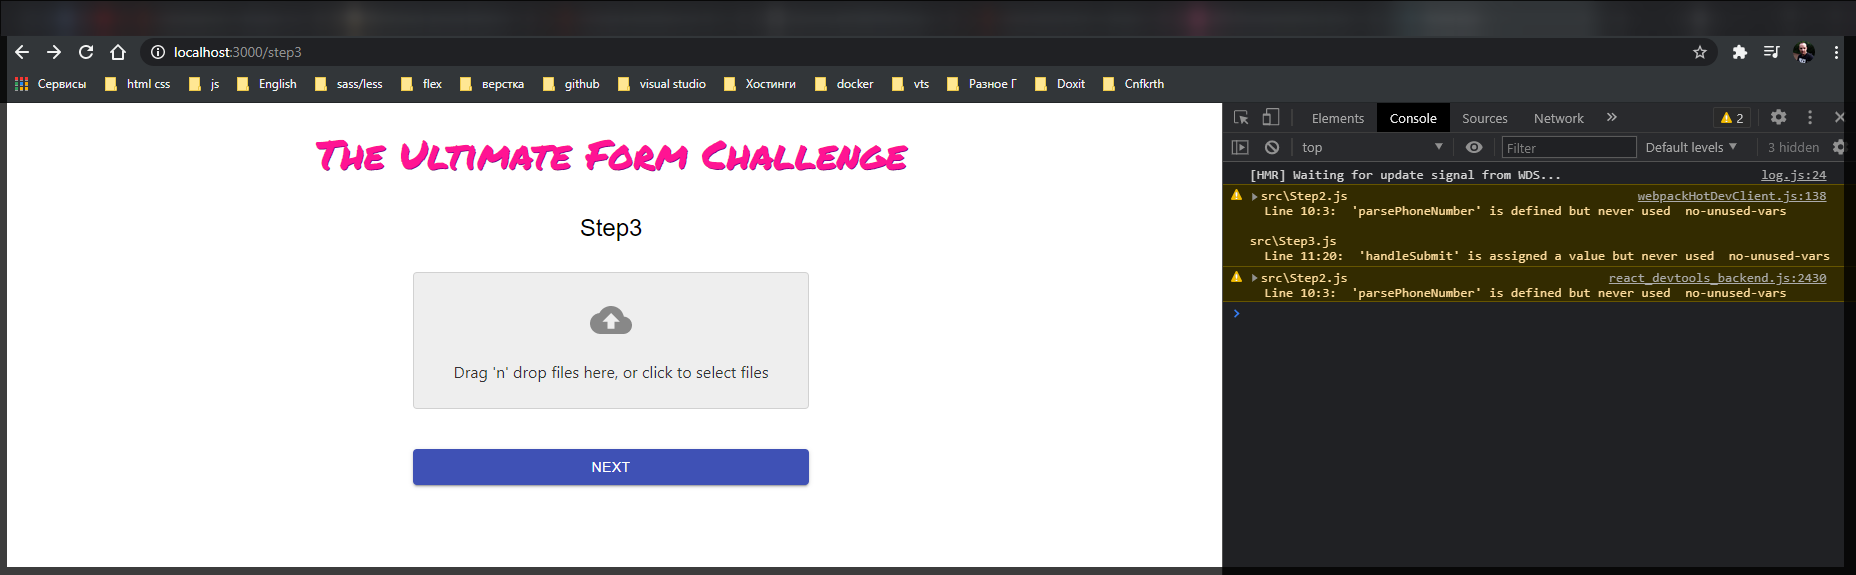 localhost:3000/step3
Сервисы html css js English sass/less flex верстка github visual studio Хостинги docker vts Разное Г Doxit Cnfkrth
The Ultimate Form Challenge
Step3
Drag 'n' drop files here, or click to select files
NEXT
Elements Console Sources Network 2
top Filter Default levels 3 hidden
[HMR] Waiting for update signal from WDS... log.js:24
src\Step2.js webpackHotDevClient.js:138
Line 10:3: 'parsePhoneNumber' is defined but never used no-unused-vars
src\Step3.js
Line 11:20: 'handleSubmit' is assigned a value but never used no-unused-vars
src\Step2.js react_devtools_backend.js:2430
Line 10:3: 'parsePhoneNumber' is defined but never used no-unused-vars